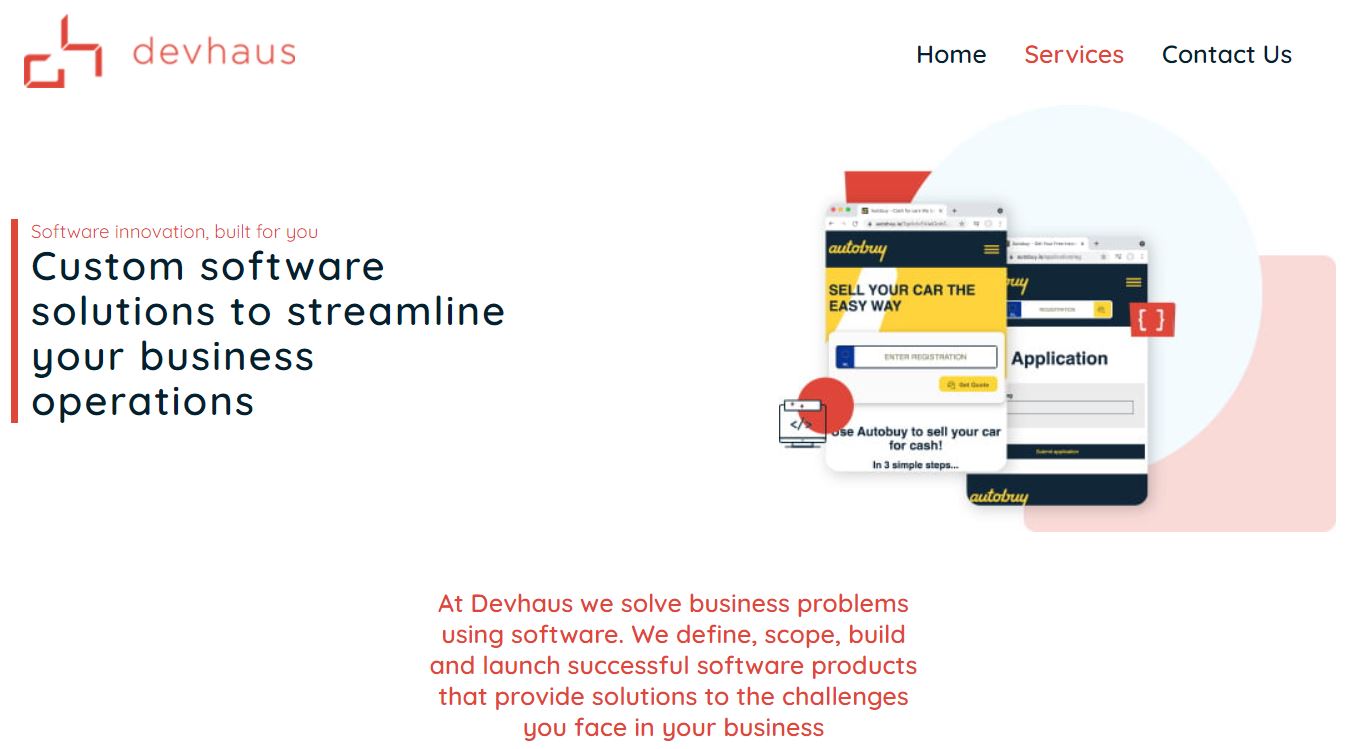 devhaus
Home Services Contact Us
Software innovation, built for you
Custom software
solutions to streamline
your business
operations
autobuy
SELL YOUR CAR THE
EASY WAY
ENTER REGISTRATION
Get Quote
Use Autobuy to sell your car
for cash!
In 3 simple steps...
REGISTRATION
{ }
Application
Submit application
autobuy
</>
At Devhaus we solve business problems
using software. We define, scope, build
and launch successful software products
that provide solutions to the challenges
you face in your business